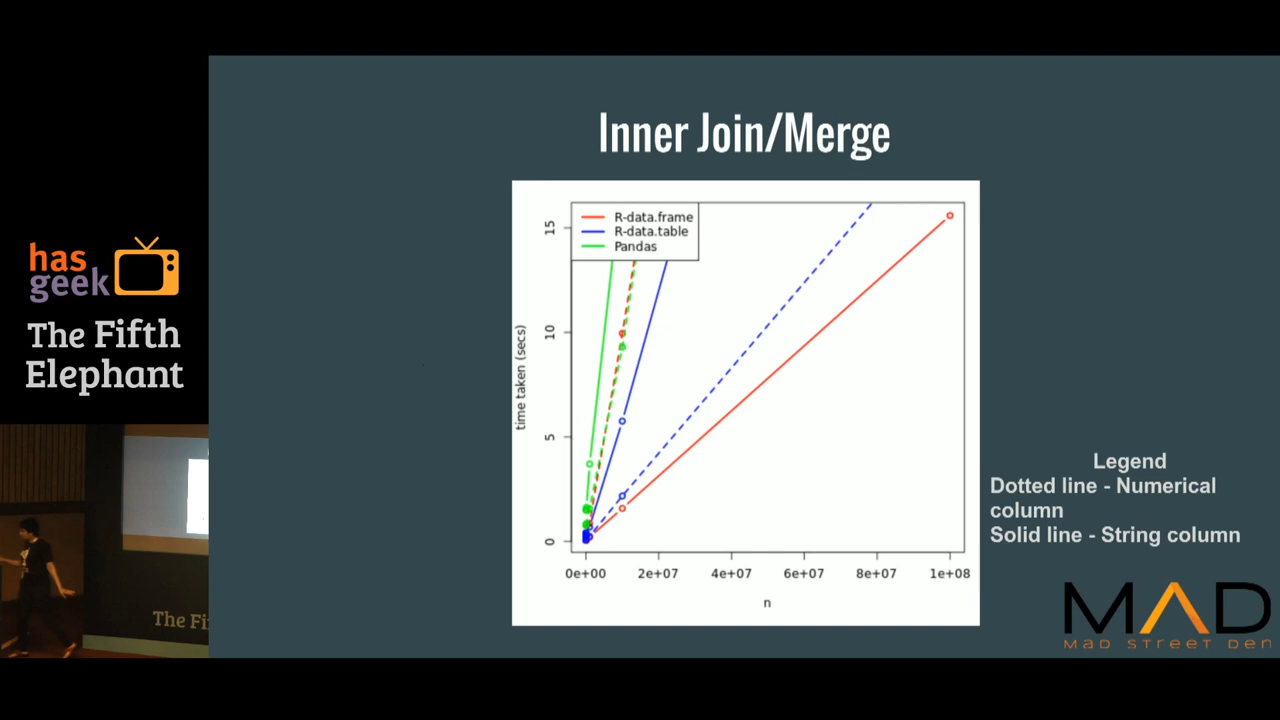 Inner Join/Merge
has
geek
The Fifth
Elephant
R-data.frame
R-data.table
Pandas
time taken (secs)
15
10
5
0
0e+00 2e+07 4e+07 6e+07 8e+07 1e+08
n
Legend
Dotted line - Numerical
column
Solid line - String column
MAD
MAD STREET DEN
The Fi